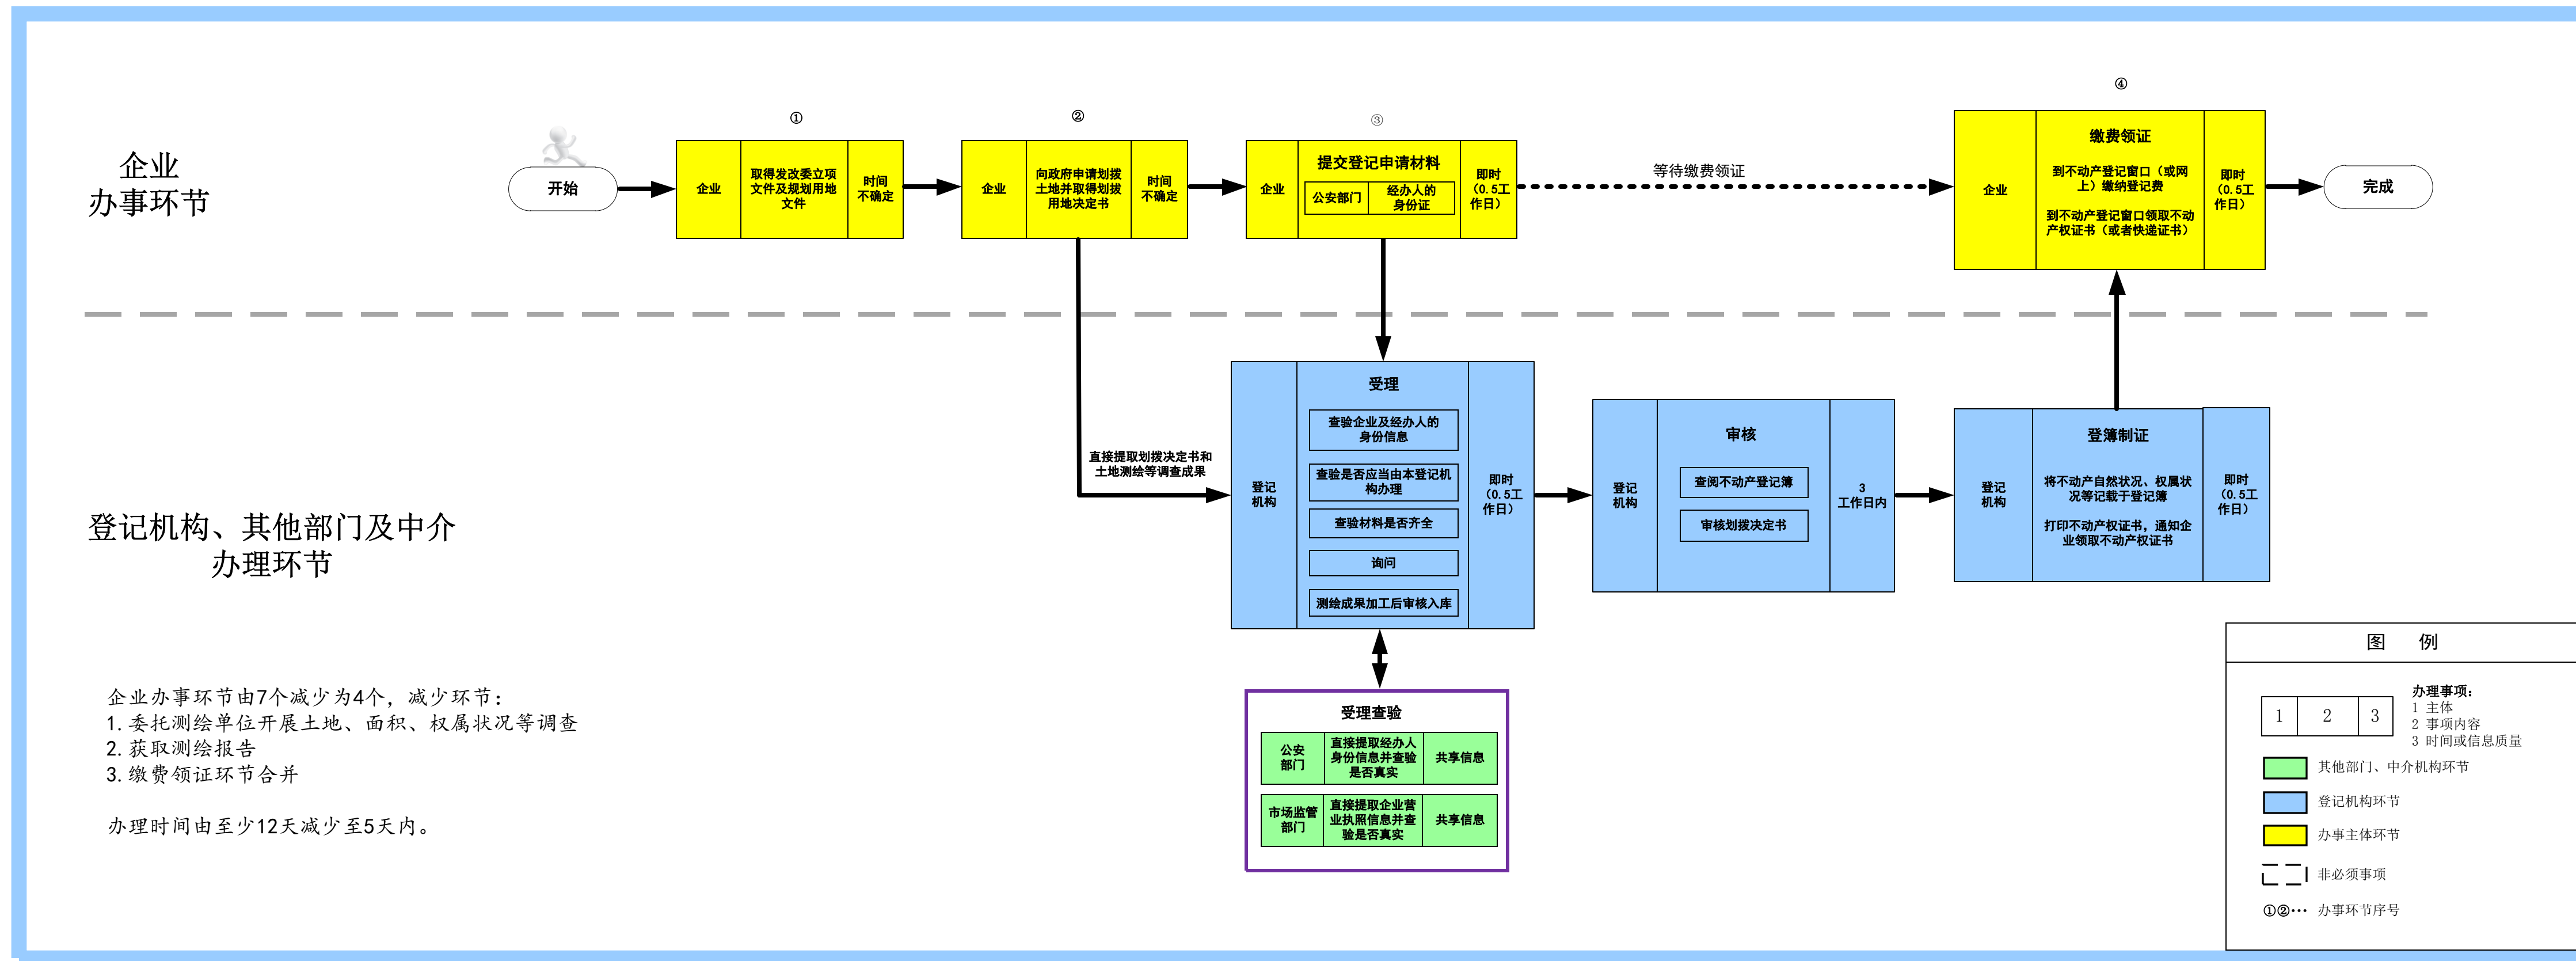 企业
办事环节
开始
①
企业
取得发改委立项
文件及规划用地
文件
时间
不确定
②
企业
向政府申请划拨
土地并取得划拨
用地决定书
时间
不确定
③
企业
提交登记申请材料
公安部门
经办人的
身份证
即时
（0.5工
作日）
等待缴费领证
④
企业
缴费领证
到不动产登记窗口（或网
上）缴纳登记费
到不动产登记窗口领取不动
产权证书（或者快递证书）
即时
（0.5工
作日）
完成
登记机构、其他部门及中介
办理环节
直接提取划拨决定书和
土地测绘等调查成果
登记
机构
受理
查验企业及经办人的
身份信息
查验是否应当由本登记机
构办理
查验材料是否齐全
询问
测绘成果加工后审核入库
即时
（0.5工
作日）
登记
机构
审核
查阅不动产登记簿
审核划拨决定书
3
工作日内
登记
机构
登簿制证
将不动产自然状况、权属状
况等记载于登记簿
打印不动产权证书，通知企
业领取不动产权证书
即时
（0.5工
作日）
受理查验
公安
部门
直接提取经办人
身份信息并查验
是否真实
共享信息
市场监管
部门
直接提取企业营
业执照信息并查
验是否真实
共享信息
企业办事环节由7个减少为4个，减少环节：
1.委托测绘单位开展土地、面积、权属状况等调查
2.获取测绘报告
3.缴费领证环节合并
办理时间由至少12天减少至5天内。
图 例
1 2 3
办理事项：
1 主体
2 事项内容
3 时间或信息质量
其他部门、中介机构环节
登记机构环节
办事主体环节
非必须事项
①②··· 办事环节序号